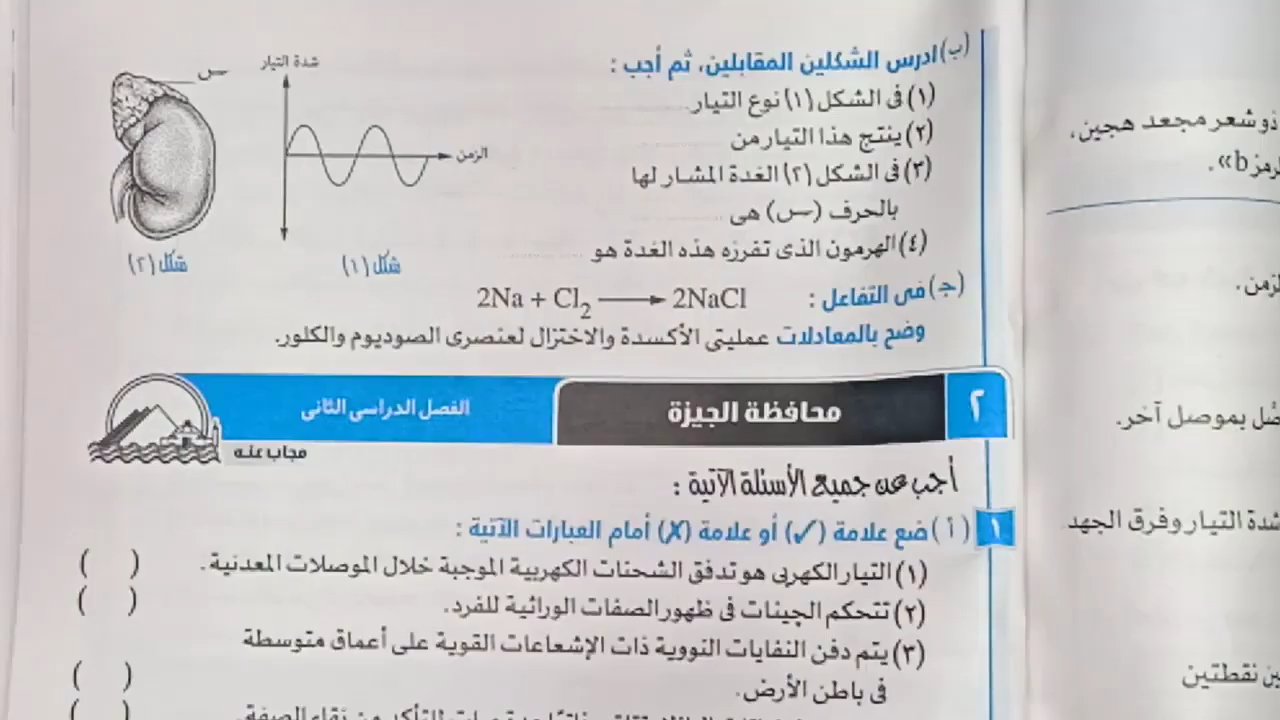 (ب) ادرس الشكلين المقابلين، ثم أجب :
(١) فى الشكل (١) نوع التيار
(٢) ينتج هذا التيار من
(٣) فى الشكل (٢) الغدة المشار لها
بالحرف (س) هى
(٤) الهرمون الذى تفرزه هذه الغدة هو
س
شدة التيار
الزمن
شكل (١)
شكل (٢)
(جـ) فى التفاعل : 2Na + Cl₂ ⟶ 2NaCl
وضح بالمعادلات عمليتى الأكسدة والاختزال لعنصرى الصوديوم والكلور.
٢ محافظة الجيزة الفصل الدراسى الثانى
مجاب عنه
أجب عن جميع الأسئلة الآتية :
١ (أ) ضع علامة (✓) أو علامة (✗) أمام العبارات الآتية :
(١) التيار الكهربى هو تدفق الشحنات الكهربية الموجبة خلال الموصلات المعدنية. ( )
(٢) تتحكم الجينات فى ظهور الصفات الوراثية للفرد. ( )
(٣) يتم دفن النفايات النووية ذات الإشعاعات القوية على أعماق متوسطة
فى باطن الأرض. ( )
ذو شعر مجعد هجين،
لرمز b».
الزمن.
بموصل آخر.
شدة التيار وفرق الجهد
نقطتين